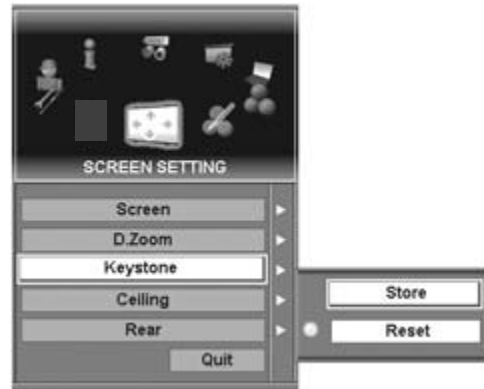 SCREEN SETTING
Screen
D.Zoom
Keystone
Ceiling
Rear
Quit
Store
Reset